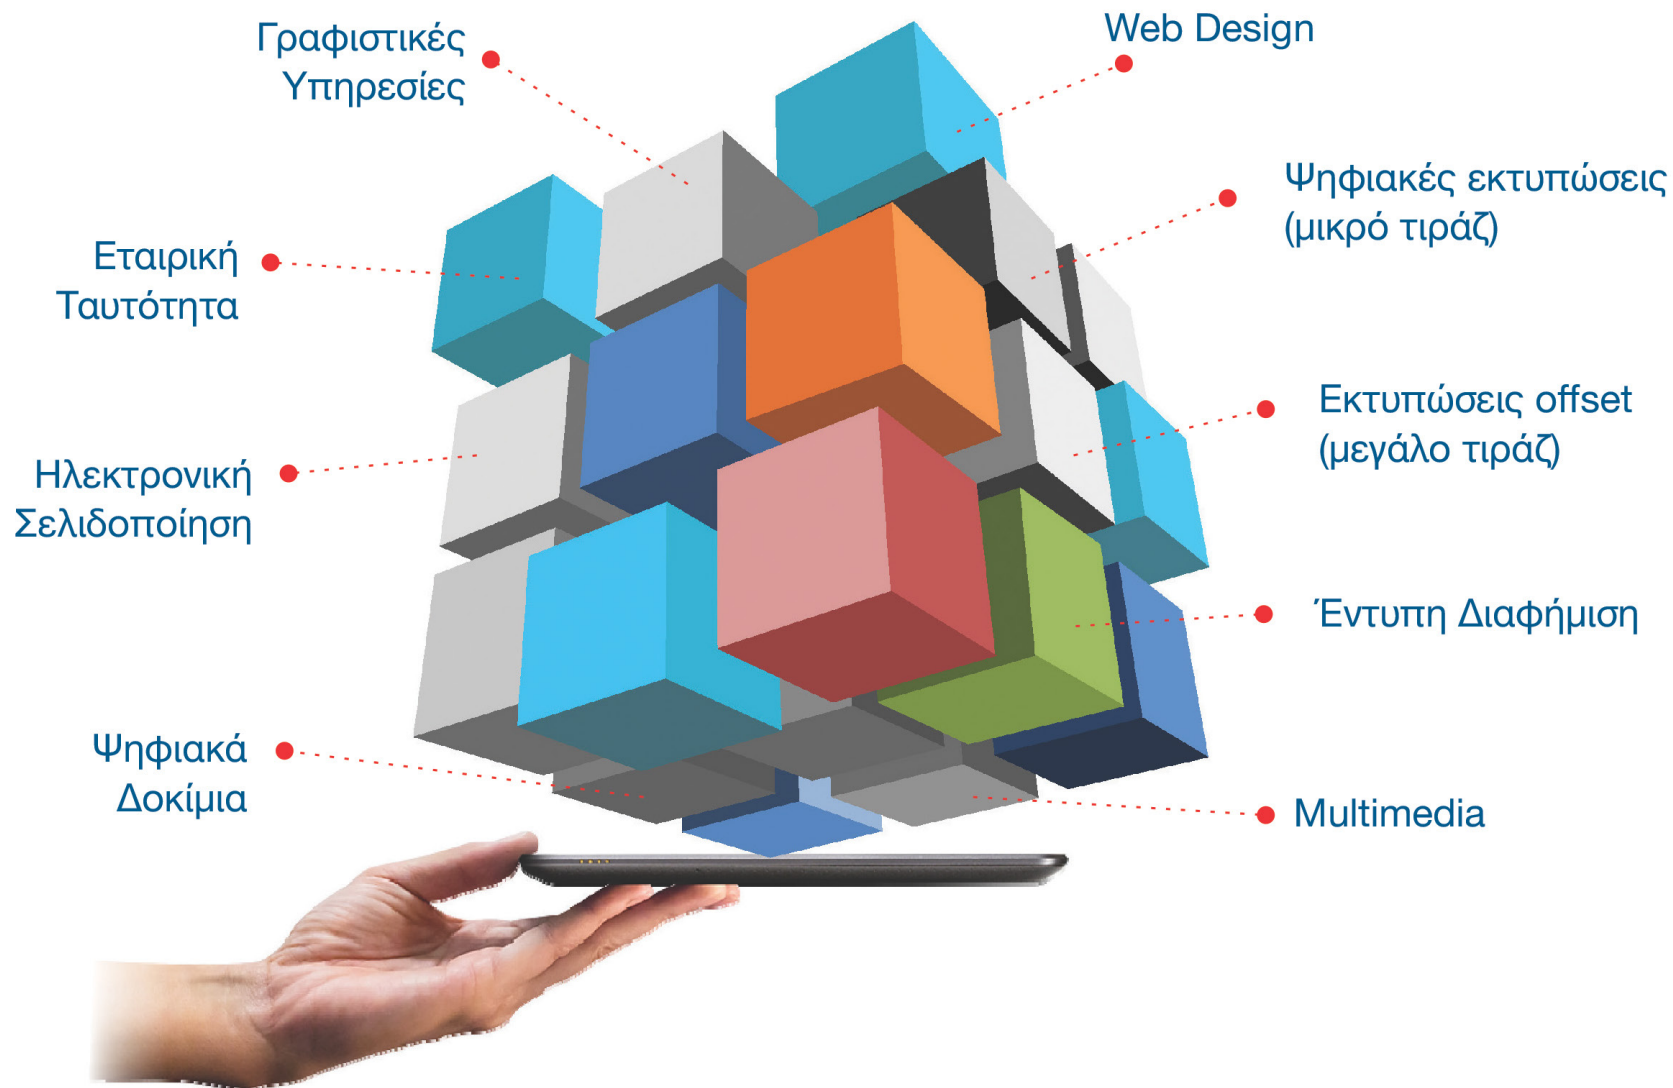 Γραφιστικές
Υπηρεσίες
Web Design
Ψηφιακές εκτυπώσεις
(μικρό τιράζ)
Εταιρική
Ταυτότητα
Εκτυπώσεις offset
(μεγάλο τιράζ)
Ηλεκτρονική
Σελιδοποίηση
Έντυπη Διαφήμιση
Ψηφιακά
Δοκίμια
Multimedia